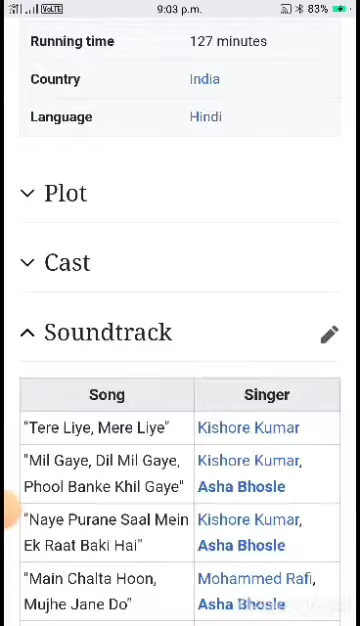 VoLTE 9:03 p.m. 83%
Running time 127 minutes
Country India
Language Hindi
Plot
Cast
Soundtrack
Song Singer
"Tere Liye, Mere Liye" Kishore Kumar
"Mil Gaye, Dil Mil Gaye, Kishore Kumar,
Phool Banke Khil Gaye" Asha Bhosle
"Naye Purane Saal Mein Kishore Kumar,
Ek Raat Baki Hai" Asha Bhosle
"Main Chalta Hoon, Mohammed Rafi,
Mujhe Jane Do" Asha Bhosle